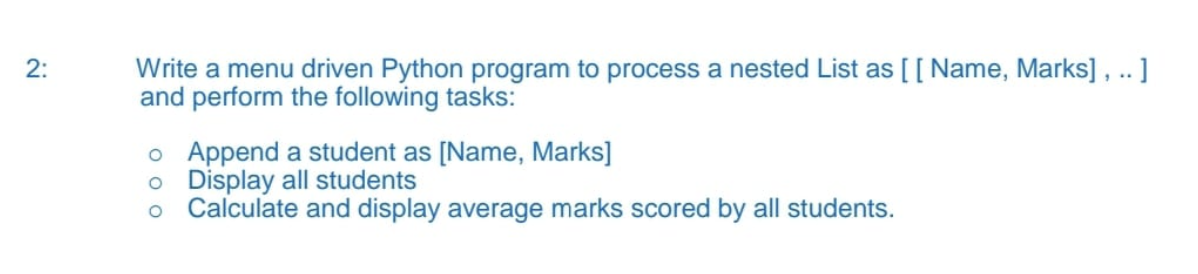 2: Write a menu driven Python program to process a nested List as [ [ Name, Marks] , .. ]
and perform the following tasks:
o Append a student as [Name, Marks]
o Display all students
o Calculate and display average marks scored by all students.